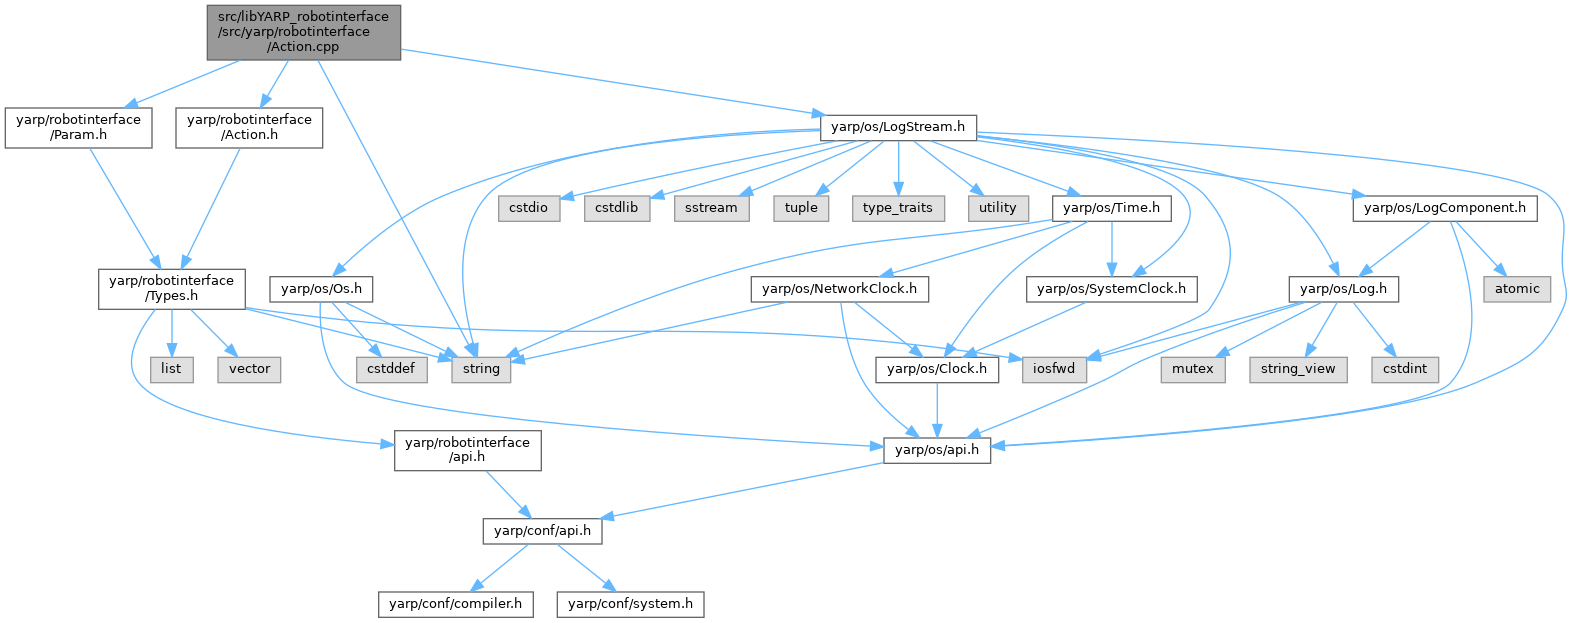 src/libYARP_robotinterface
/src/yarp/robotinterface
/Action.cpp
yarp/robotinterface
/Param.h
yarp/robotinterface
/Action.h
yarp/os/LogStream.h
cstdio
cstdlib
sstream
tuple
type_traits
utility
yarp/os/Time.h
yarp/os/LogComponent.h
yarp/robotinterface
/Types.h
yarp/os/Os.h
yarp/os/NetworkClock.h
yarp/os/SystemClock.h
yarp/os/Log.h
atomic
list
vector
cstddef
string
yarp/os/Clock.h
iosfwd
mutex
string_view
cstdint
yarp/robotinterface
/api.h
yarp/os/api.h
yarp/conf/api.h
yarp/conf/compiler.h
yarp/conf/system.h